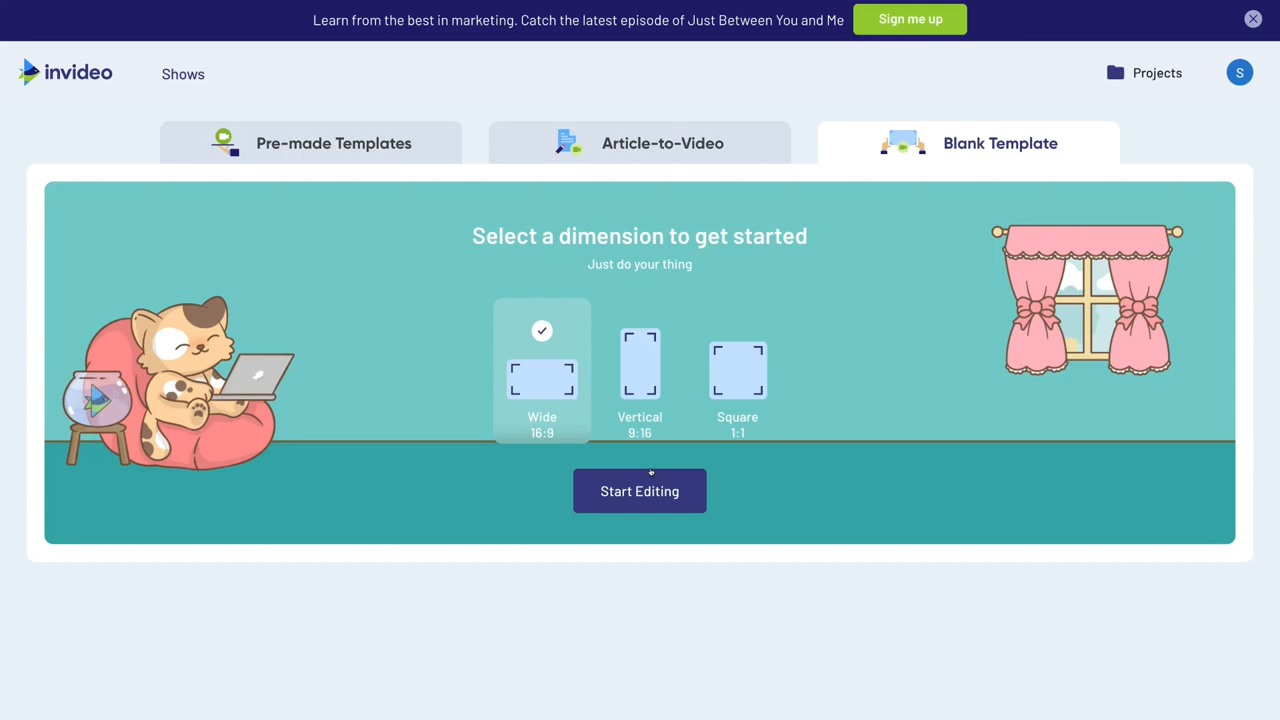 Learn from the best in marketing. Catch the latest episode of Just Between You and Me
Sign me up
invideo
Shows
Projects
S
Pre-made Templates
Article-to-Video
Blank Template
Select a dimension to get started
Just do your thing
Wide
16:9
Vertical
9:16
Square
1:1
Start Editing